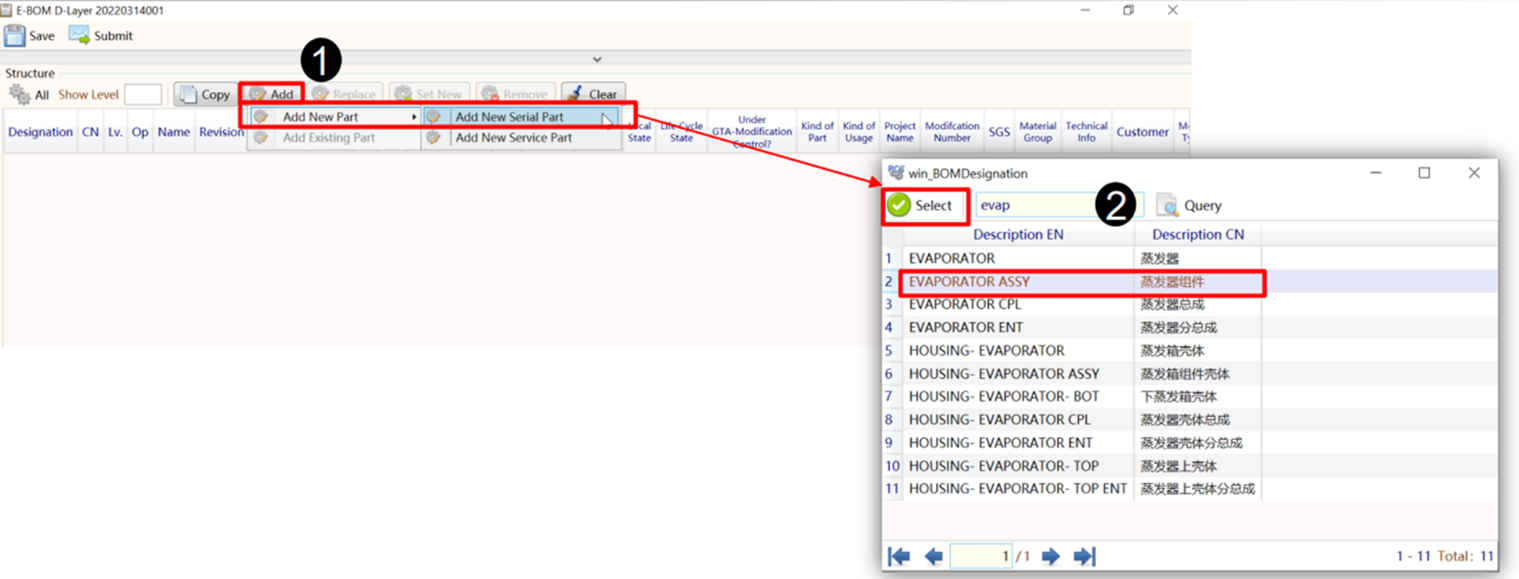 E-BOM D-Layer 20220314001
Save Submit
1
Structure
All Show Level Copy Add Replace Set New Remove Clear
Add New Part Add New Serial Part
Add Existing Part Add New Service Part
Designation CN Lv. Op Name Revision Local State Life Cycle State Under GTA-Modification Control? Kind of Part Kind of Usage Project Name Modifcation Number SGS Material Group Technical Info Customer
win_BOMDesignation
Select evap 2 Query
Description EN Description CN
1 EVAPORATOR 蒸发器
2 EVAPORATOR ASSY 蒸发器组件
3 EVAPORATOR CPL 蒸发器总成
4 EVAPORATOR ENT 蒸发器分总成
5 HOUSING- EVAPORATOR 蒸发箱壳体
6 HOUSING- EVAPORATOR ASSY 蒸发箱组件壳体
7 HOUSING- EVAPORATOR- BOT 下蒸发箱壳体
8 HOUSING- EVAPORATOR CPL 蒸发器壳体总成
9 HOUSING- EVAPORATOR ENT 蒸发器壳体分总成
10 HOUSING- EVAPORATOR- TOP 蒸发器上壳体
11 HOUSING- EVAPORATOR- TOP ENT 蒸发器上壳体分总成
1 / 1 1 - 11 Total: 11